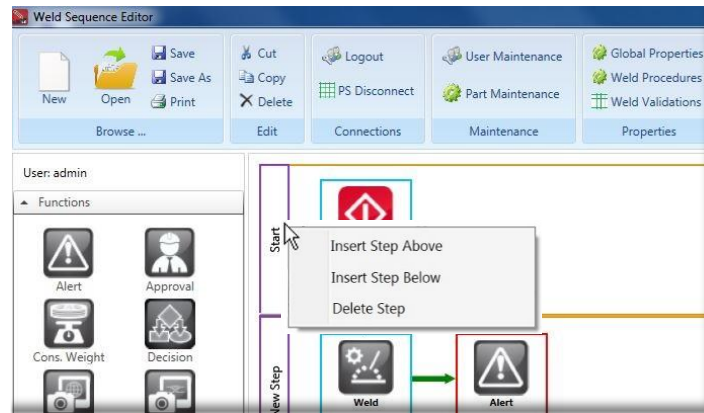 Weld Sequence Editor
New
Open
Save
Save As
Print
Browse ...
Cut
Copy
Delete
Edit
Logout
PS Disconnect
Connections
User Maintenance
Part Maintenance
Maintenance
Global Properties
Weld Procedures
Weld Validations
Properties
User: admin
Functions
Alert
Approval
Cons. Weight
Decision
Start
Insert Step Above
Insert Step Below
Delete Step
New Step
Weld
Alert